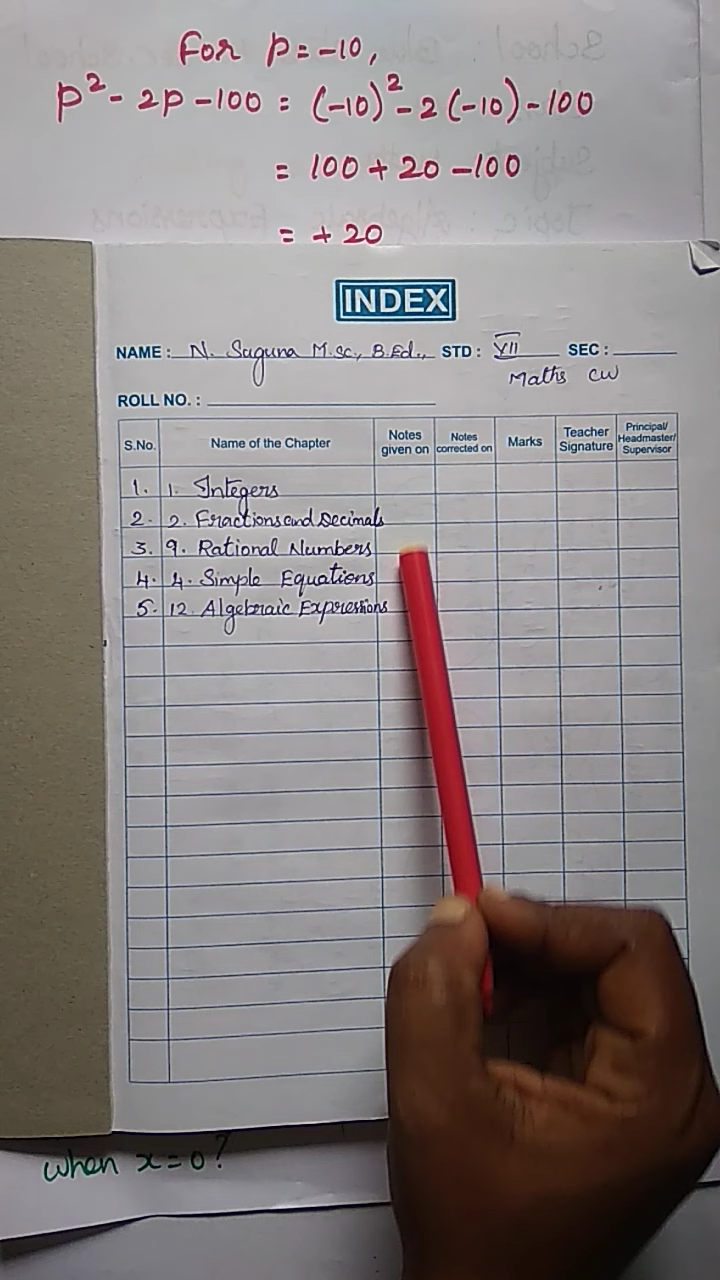 For p = -10,
p² - 2p - 100 = (-10)² - 2(-10) - 100
= 100 + 20 - 100
= + 20
INDEX
NAME : N. Suguna M.Sc., B.Ed., STD : VII SEC :
Maths CW
ROLL NO. :
S.No. Name of the Chapter Notes given on Notes corrected on Marks Teacher Signature Principal/ Headmaster/ Supervisor
1. 1. Integers
2. 2. Fractions and Decimals
3. 9. Rational Numbers
4. 4. Simple Equations
5. 12. Algebraic Expressions
when x = 0?